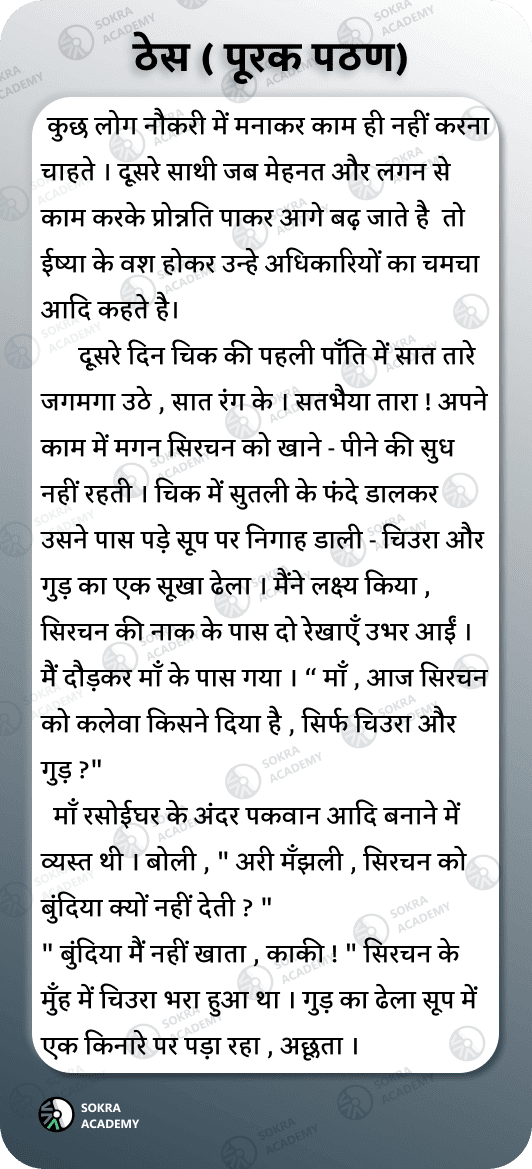 ठेस ( पूरक पठण)
कुछ लोग नौकरी में मनाकर काम ही नहीं करना
चाहते । दूसरे साथी जब मेहनत और लगन से
काम करके प्रोन्नति पाकर आगे बढ़ जाते है तो
ईष्या के वश होकर उन्हे अधिकारियों का चमचा
आदि कहते है।
दूसरे दिन चिक की पहली पाँति में सात तारे
जगमगा उठे , सात रंग के । सतभैया तारा ! अपने
काम में मगन सिरचन को खाने - पीने की सुध
नहीं रहती । चिक में सुतली के फंदे डालकर
उसने पास पड़े सूप पर निगाह डाली - चिउरा और
गुड़ का एक सूखा ढेला । मैंने लक्ष्य किया ,
सिरचन की नाक के पास दो रेखाएँ उभर आईं ।
मैं दौड़कर माँ के पास गया । “ माँ , आज सिरचन
को कलेवा किसने दिया है , सिर्फ चिउरा और
गुड़ ?"
माँ रसोईघर के अंदर पकवान आदि बनाने में
व्यस्त थी । बोली , " अरी मँझली , सिरचन को
बुंदिया क्यों नहीं देती ? "
" बुंदिया मैं नहीं खाता , काकी ! " सिरचन के
मुँह में चिउरा भरा हुआ था । गुड़ का ढेला सूप में
एक किनारे पर पड़ा रहा , अछूता ।
SOKRA
ACADEMY